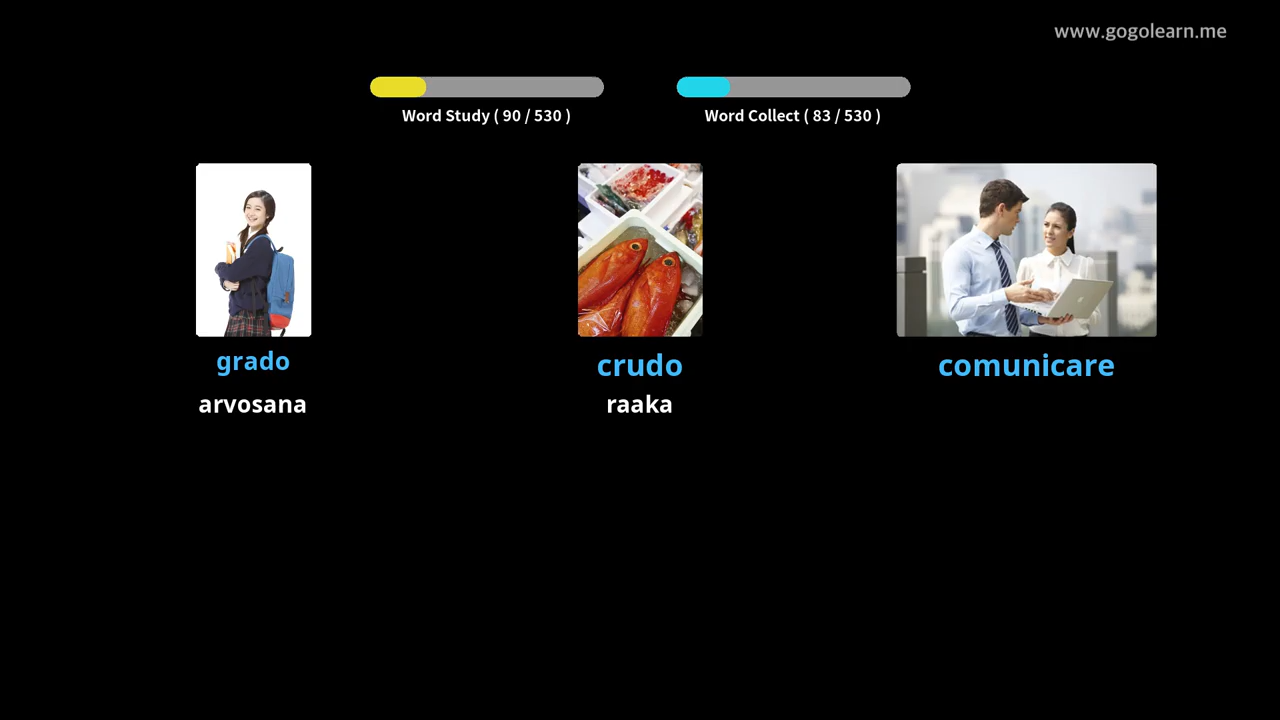 www.gogolearn.me
Word Study ( 90 / 530 )
Word Collect ( 83 / 530 )
grado
arvosana
crudo
raaka
comunicare